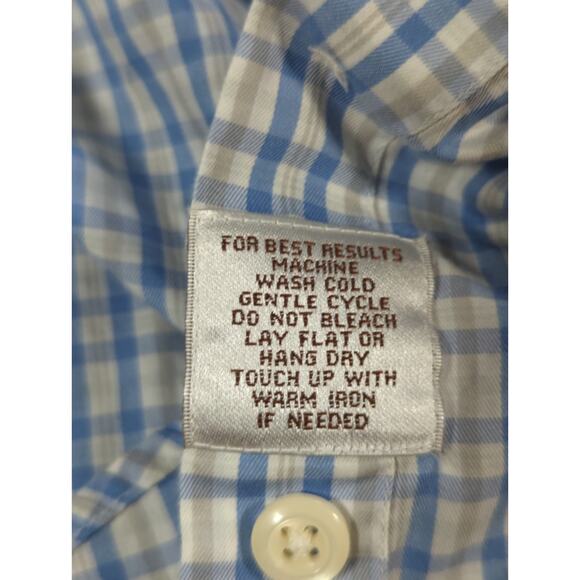 FOR BEST RESULTS
MACHINE
WASH COLD
GENTLE CYCLE
DO NOT BLEACH
LAY FLAT OR
HANG DRY
TOUCH UP WITH
WARM IRON
IF NEEDED